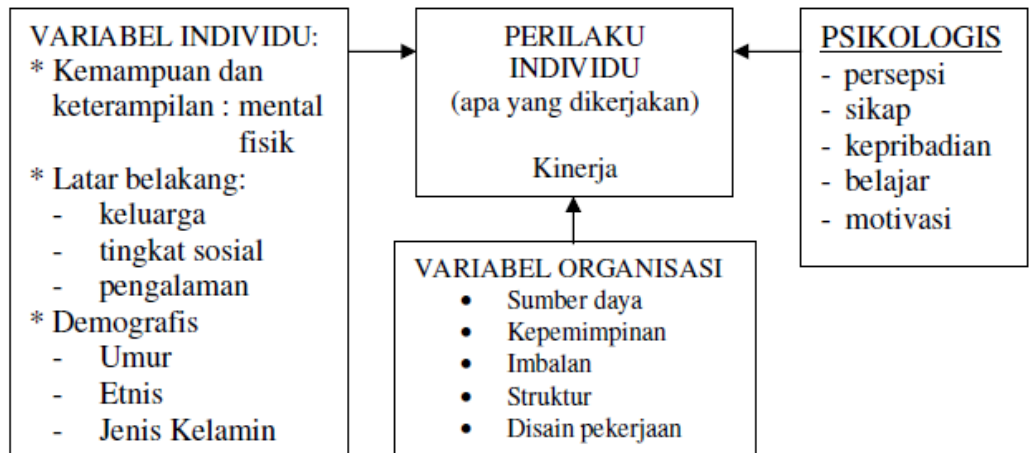 VARIABEL INDIVIDU:
* Kemampuan dan
keterampilan : mental
fisik
* Latar belakang:
- keluarga
- tingkat sosial
- pengalaman
* Demografis
- Umur
- Etnis
- Jenis Kelamin
PERILAKU
INDIVIDU
(apa yang dikerjakan)
Kinerja
VARIABEL ORGANISASI
• Sumber daya
• Kepemimpinan
• Imbalan
• Struktur
• Disain pekerjaan
PSIKOLOGIS
- persepsi
- sikap
- kepribadian
- belajar
- motivasi